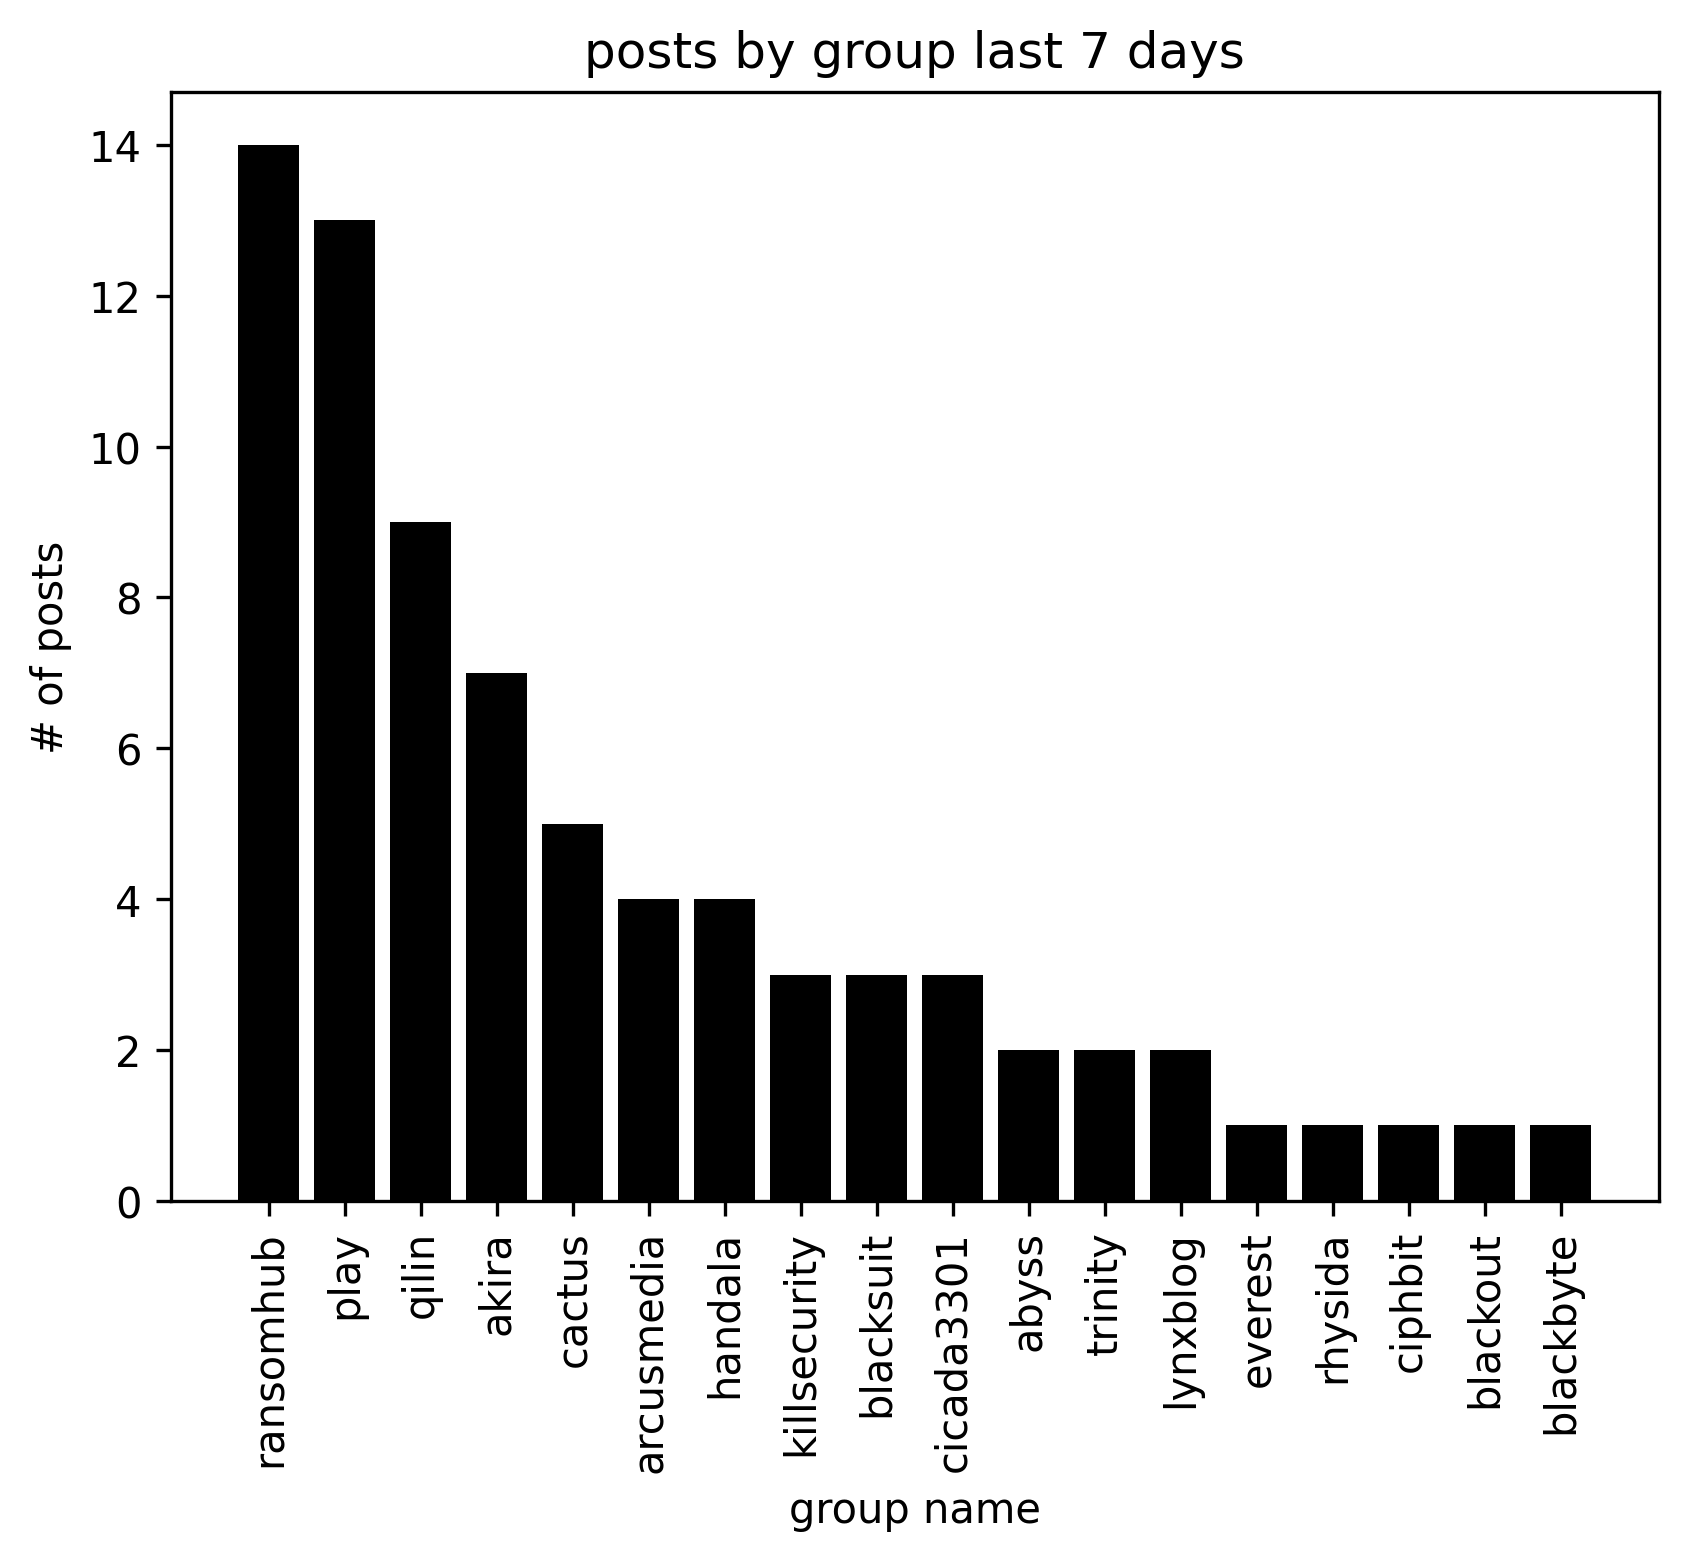 posts by group last 7 days
14
12
10
8
6
4
2
0
# of posts
ransomhub
play
qilin
akira
cactus
arcusmedia
handala
killsecurity
blacksuit
cicada3301
abyss
trinity
lynxblog
everest
rhysida
ciphbit
blackout
blackbyte
group name